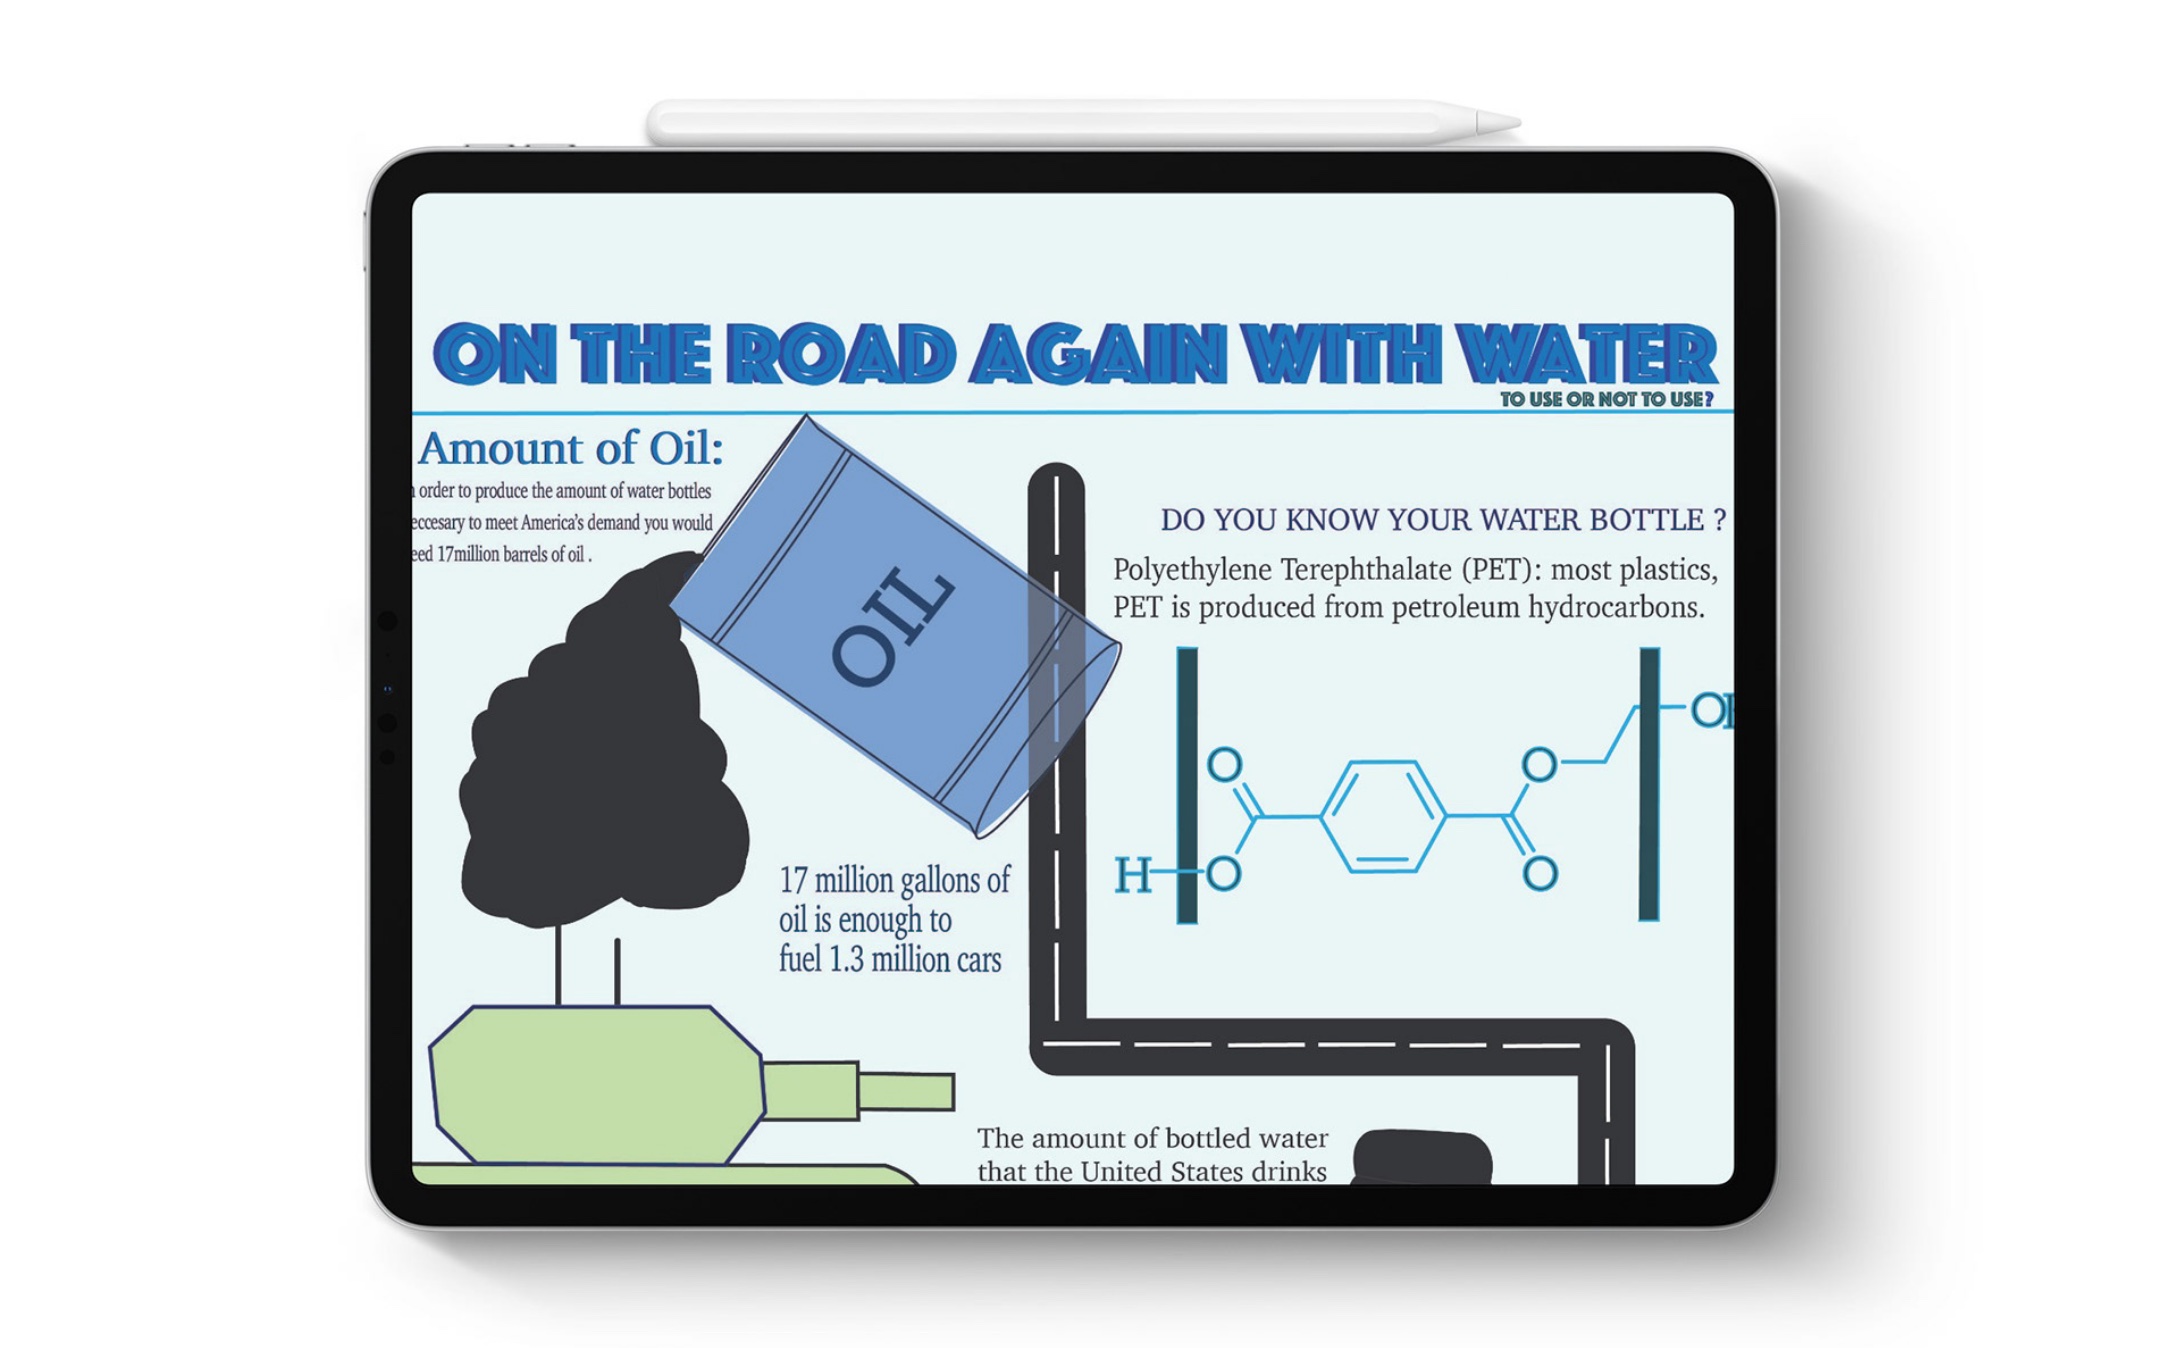 ON THE ROAD AGAIN WITH WATER
TO USE OR NOT TO USE?
Amount of Oil:
order to produce the amount of water bottles
eccesary to meet America's demand you would
eed 17million barrels of oil .
OIL
17 million gallons of
oil is enough to
fuel 1.3 million cars
DO YOU KNOW YOUR WATER BOTTLE ?
Polyethylene Terephthalate (PET): most plastics,
PET is produced from petroleum hydrocarbons.
O
O
O
O
H
O
The amount of bottled water
that the United States drinks